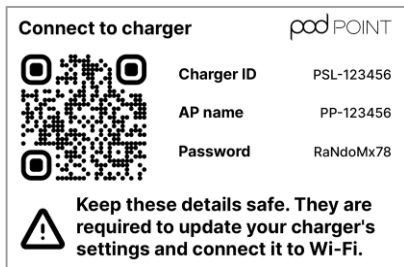 Connect to charger
pod POINT
Charger ID PSL-123456
AP name PP-123456
Password RaNdoMx78
Keep these details safe. They are
required to update your charger's
settings and connect it to Wi-Fi.